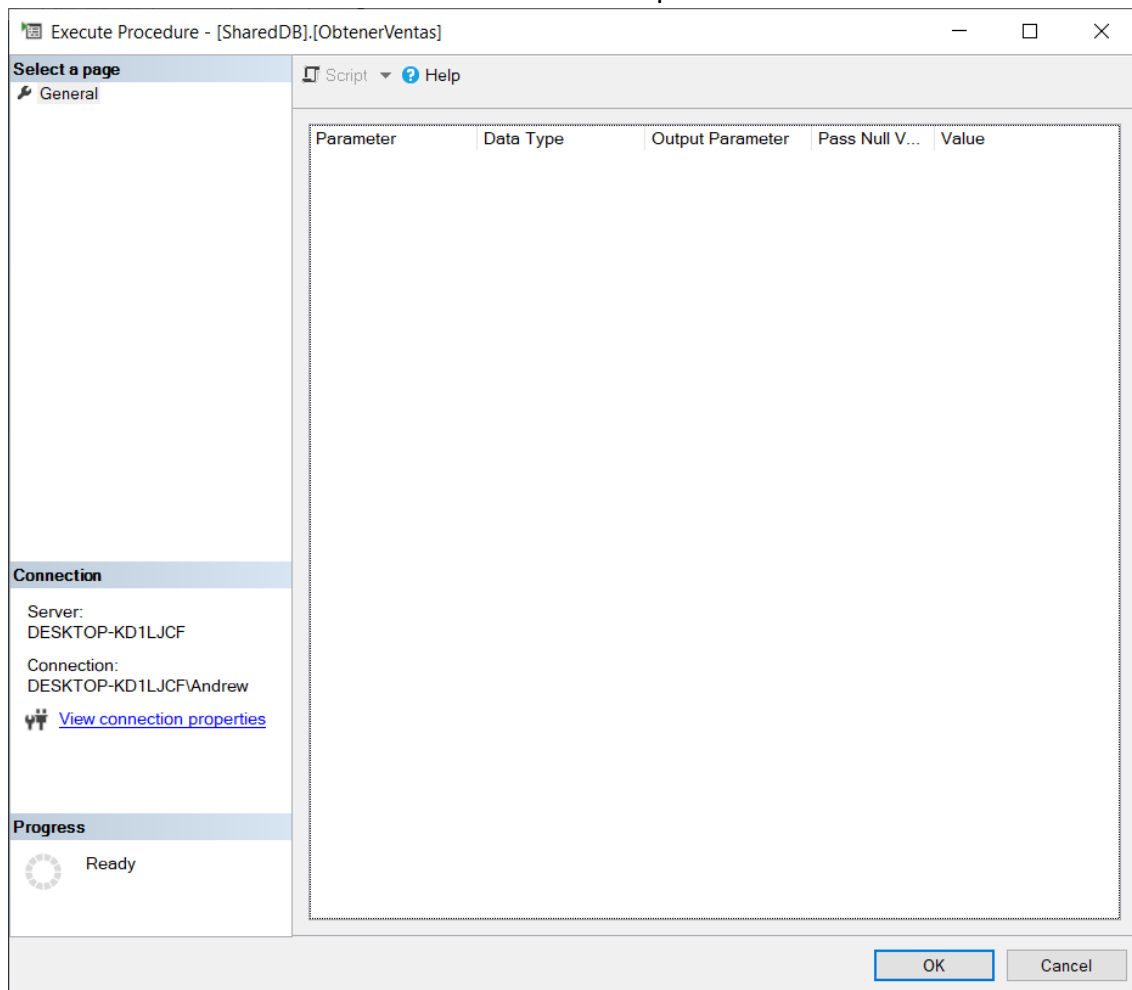 Execute Procedure - [SharedDB].[ObtenerVentas]
Select a page
General
Script Help
Parameter Data Type Output Parameter Pass Null V... Value
Connection
Server:
DESKTOP-KD1LJCF
Connection:
DESKTOP-KD1LJCF\Andrew
View connection properties
Progress
Ready
OK Cancel